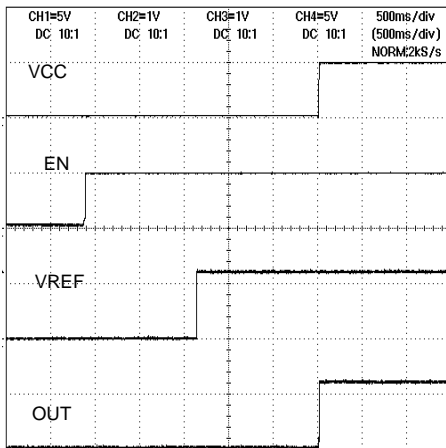 CH1=5V CH2=1V CH3=1V CH4=5V 500ms/div
DC 10:1 DC 10:1 DC 10:1 DC 10:1 (500ms/div)
NORM:2kS/s
VCC
EN
VREF
OUT